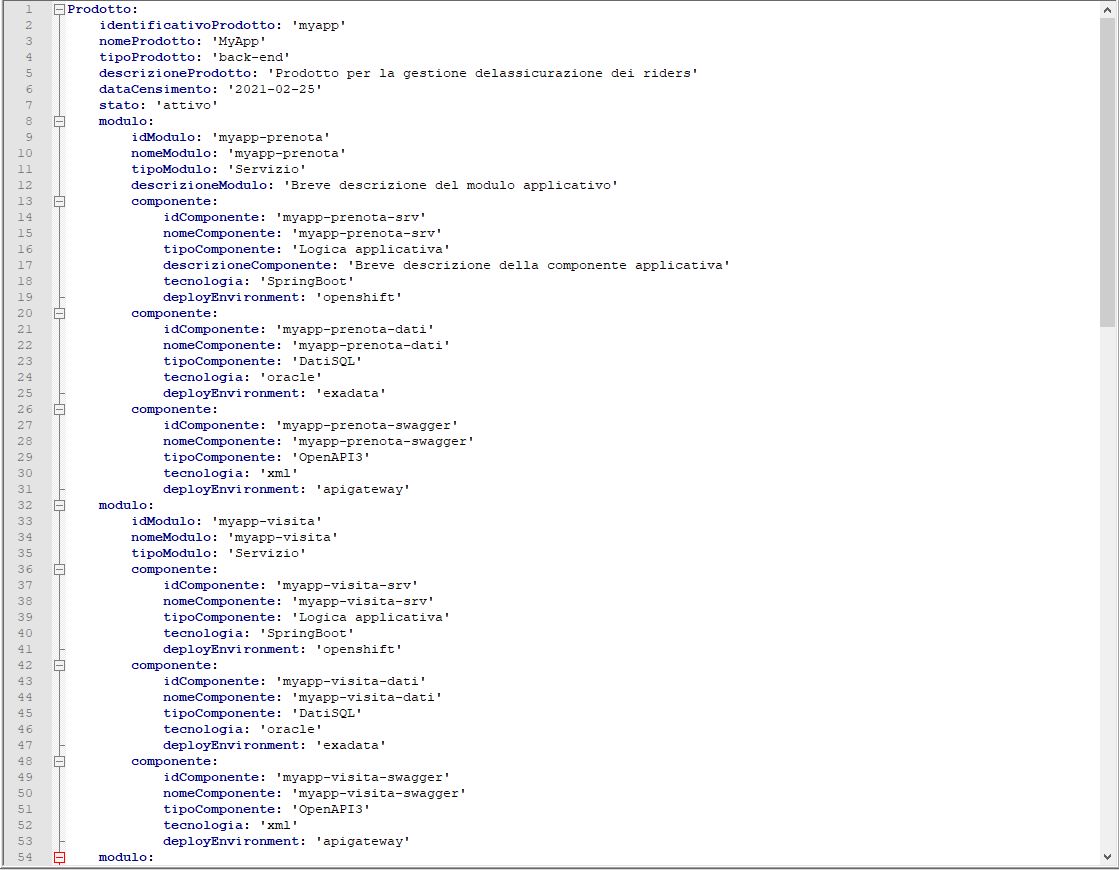 1 Prodotto:
2 identificativoProdotto: 'myapp'
3 nomeProdotto: 'MyApp'
4 tipoProdotto: 'back-end'
5 descrizioneProdotto: 'Prodotto per la gestione delassicurazione dei riders'
6 dataCensimento: '2021-02-25'
7 stato: 'attivo'
8 modulo:
9 idModulo: 'myapp-prenota'
10 nomeModulo: 'myapp-prenota'
11 tipoModulo: 'Servizio'
12 descrizioneModulo: 'Breve descrizione del modulo applicativo'
13 componente:
14 idComponente: 'myapp-prenota-srv'
15 nomeComponente: 'myapp-prenota-srv'
16 tipoComponente: 'Logica applicativa'
17 descrizioneComponente: 'Breve descrizione della componente applicativa'
18 tecnologia: 'SpringBoot'
19 deployEnvironment: 'openshift'
20 componente:
21 idComponente: 'myapp-prenota-dati'
22 nomeComponente: 'myapp-prenota-dati'
23 tipoComponente: 'DatiSQL'
24 tecnologia: 'oracle'
25 deployEnvironment: 'exadata'
26 componente:
27 idComponente: 'myapp-prenota-swagger'
28 nomeComponente: 'myapp-prenota-swagger'
29 tipoComponente: 'OpenAPI3'
30 tecnologia: 'xml'
31 deployEnvironment: 'apigateway'
32 modulo:
33 idModulo: 'myapp-visita'
34 nomeModulo: 'myapp-visita'
35 tipoModulo: 'Servizio'
36 componente:
37 idComponente: 'myapp-visita-srv'
38 nomeComponente: 'myapp-visita-srv'
39 tipoComponente: 'Logica applicativa'
40 tecnologia: 'SpringBoot'
41 deployEnvironment: 'openshift'
42 componente:
43 idComponente: 'myapp-visita-dati'
44 nomeComponente: 'myapp-visita-dati'
45 tipoComponente: 'DatiSQL'
46 tecnologia: 'oracle'
47 deployEnvironment: 'exadata'
48 componente:
49 idComponente: 'myapp-visita-swagger'
50 nomeComponente: 'myapp-visita-swagger'
51 tipoComponente: 'OpenAPI3'
52 tecnologia: 'xml'
53 deployEnvironment: 'apigateway'
54 modulo: